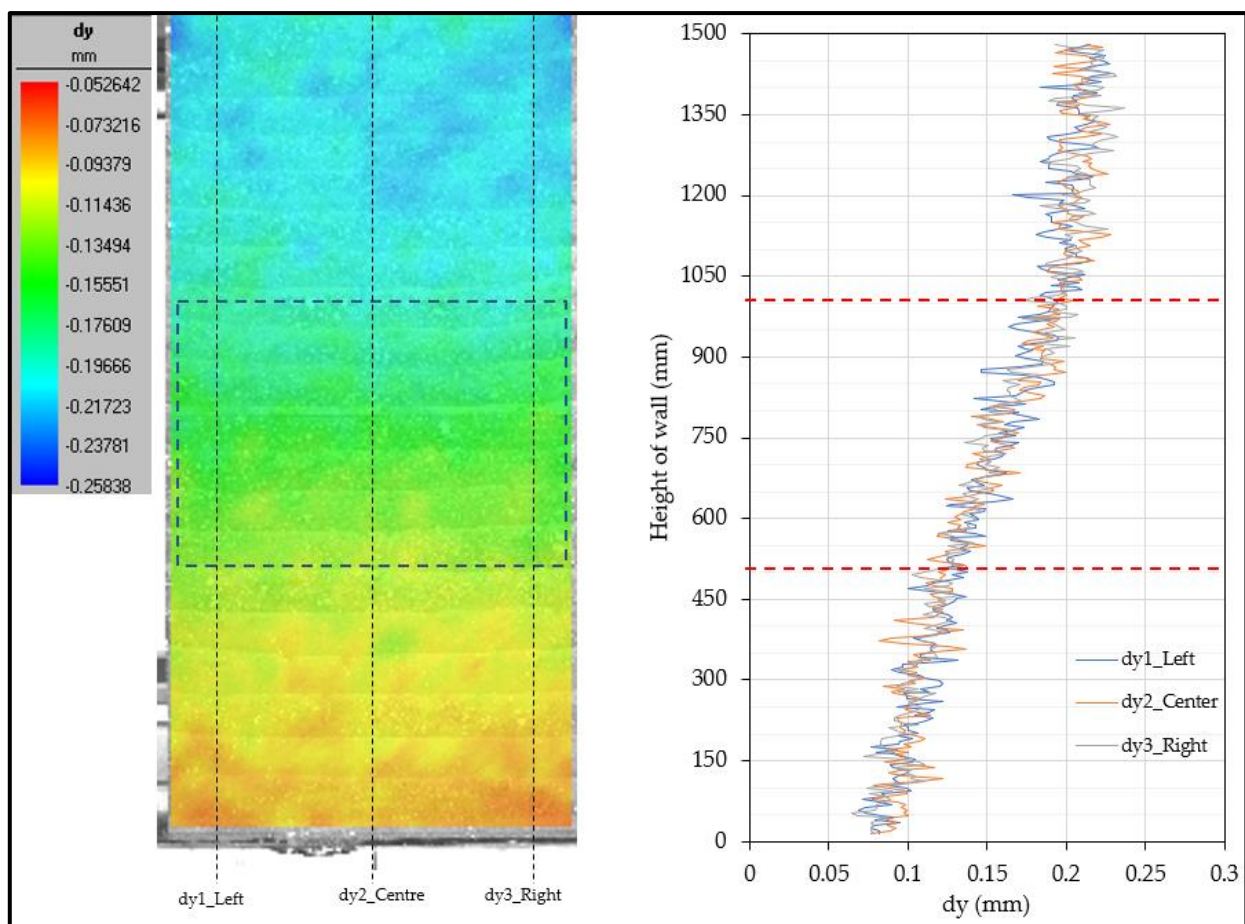 dy
mm
-0.052642
-0.073216
-0.09379
-0.11436
-0.13494
-0.15551
-0.17609
-0.19666
-0.21723
-0.23781
-0.25838
dy1_Left
dy2_Centre
dy3_Right
Height of wall (mm)
1500
1350
1200
1050
900
750
600
450
300
150
0
0
0.05
0.1
0.15
0.2
0.25
0.3
dy (mm)
dy1_Left
dy2_Center
dy3_Right